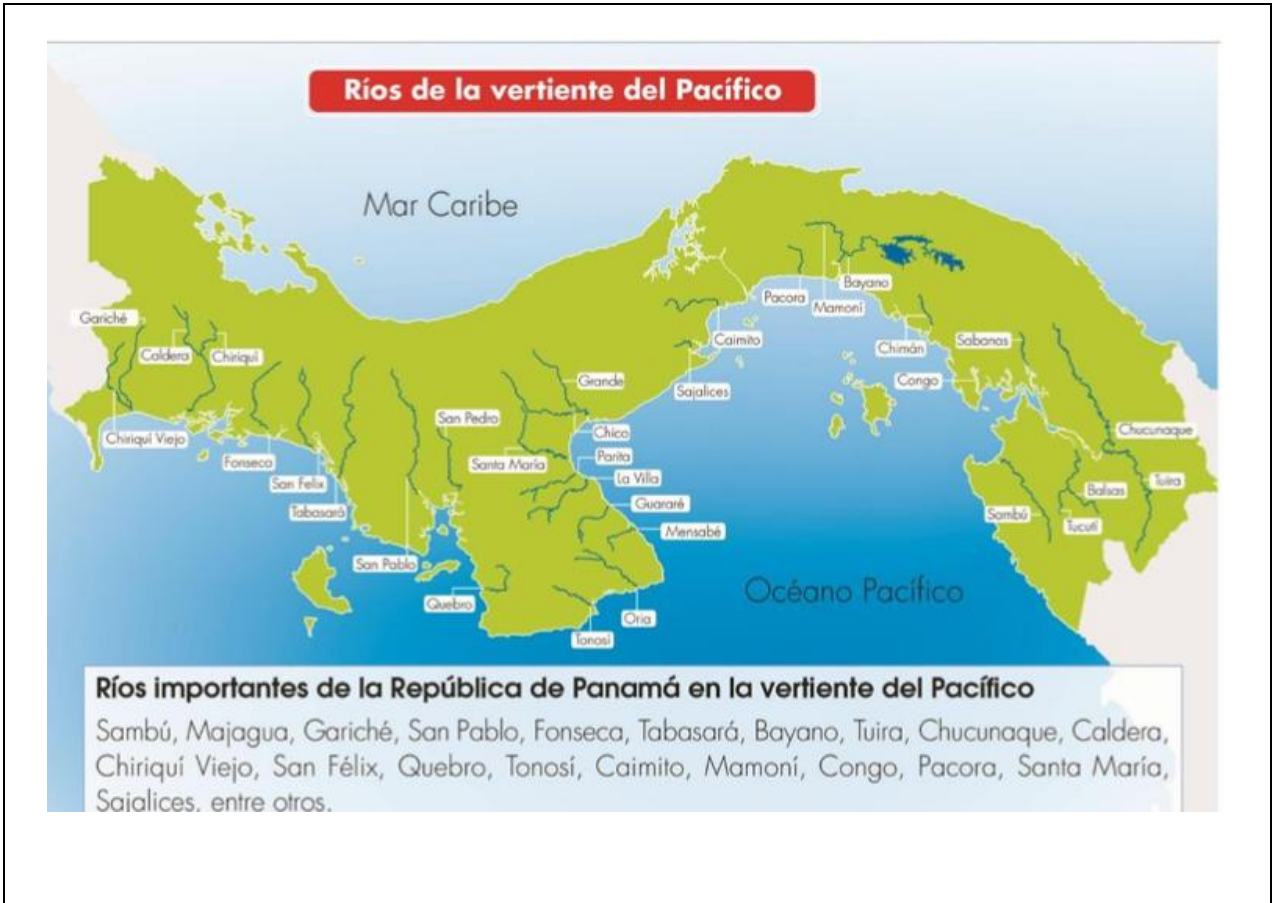 Ríos de la vertiente del Pacífico
Mar Caribe
Gariché
Caldera
Chiriquí
Chiriquí Viejo
Fonseca
San Felix
Tabasará
San Pablo
San Pedro
Santa María
Grande
Chico
Parita
La Villa
Guararé
Mensabé
Quebro
Tonosí
Oria
Sajalices
Caimito
Pacora
Mamoní
Bayano
Chimán
Congo
Sabanas
Chucunaque
Tuira
Balsas
Tucutí
Sambú
Océano Pacífico
Ríos importantes de la República de Panamá en la vertiente del Pacífico
Sambú, Majagua, Gariché, San Pablo, Fonseca, Tabasará, Bayano, Tuira, Chucunaque, Caldera,
Chiriquí Viejo, San Félix, Quebro, Tonosí, Caimito, Mamoní, Congo, Pacora, Santa María,
Sajalices, entre otros.